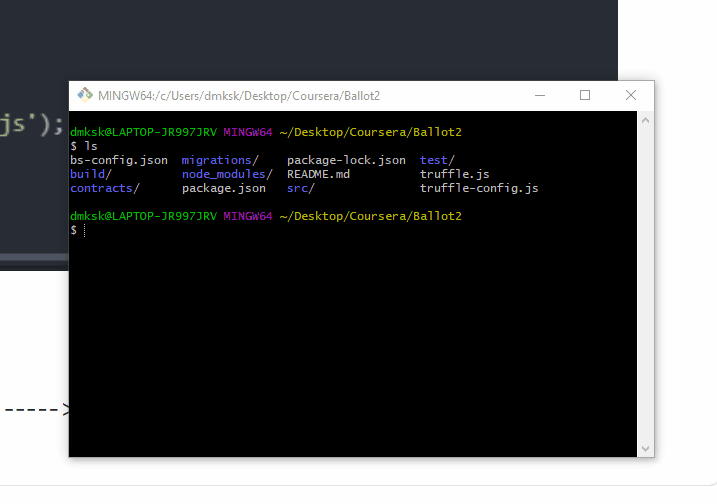 js');
MINGW64:/c/Users/dmksk/Desktop/Coursera/Ballot2
dmksk@LAPTOP-JR997JRV MINGW64 ~/Desktop/Coursera/Ballot2
$ ls
bs-config.json  migrations/    package-lock.json  test/
build/          node_modules/  README.md          truffle.js
contracts/      package.json   src/               truffle-config.js
dmksk@LAPTOP-JR997JRV MINGW64 ~/Desktop/Coursera/Ballot2
$
----->